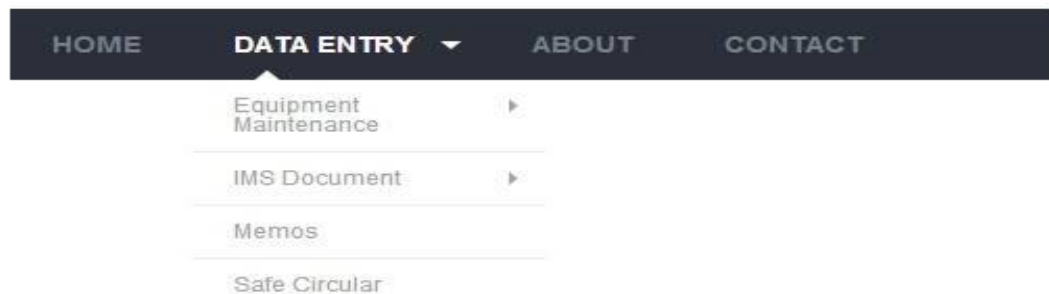 HOME DATA ENTRY ABOUT CONTACT
Equipment
Maintenance
IMS Document
Memos
Safe Circular